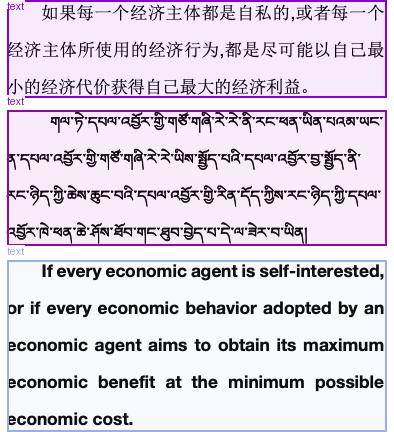 text
如果每一个经济主体都是自私的,或者每一个
经济主体所使用的经济行为,都是尽可能以自己最
小的经济代价获得自己最大的经济利益。
text
གལ་ཏེ་དཔལ་འབྱོར་གྱི་གཙོ་གཞི་རེ་རེ་ནི་རང་ཕན་ཡིན་པའམ་ཡང་
ན་དཔལ་འབྱོར་གྱི་གཙོ་གཞི་རེ་རེ་ཡིས་སྤྱོད་པའི་དཔལ་འབྱོར་བྱ་སྤྱོད་ནི་
རང་ཉིད་ཀྱི་ཆེས་ཆུང་བའི་དཔལ་འབྱོར་གྱི་རིན་དོད་ཀྱིས་རང་ཉིད་ཀྱི་དཔལ་
འབྱོར་ཁེ་ཕན་ཆེ་ཤོས་ཐོབ་གང་ཐུབ་བྱེད་པ་དེ་ལ་ཟེར་བ་ཡིན།
text
If every economic agent is self-interested,
or if every economic behavior adopted by an
economic agent aims to obtain its maximum
economic benefit at the minimum possible
economic cost.